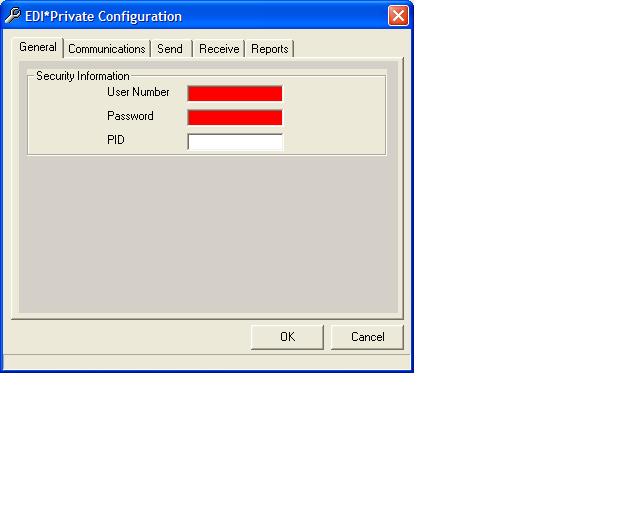 EDI*Private Configuration
General Communications Send Receive Reports
Security Information
User Number
Password
PID
OK Cancel